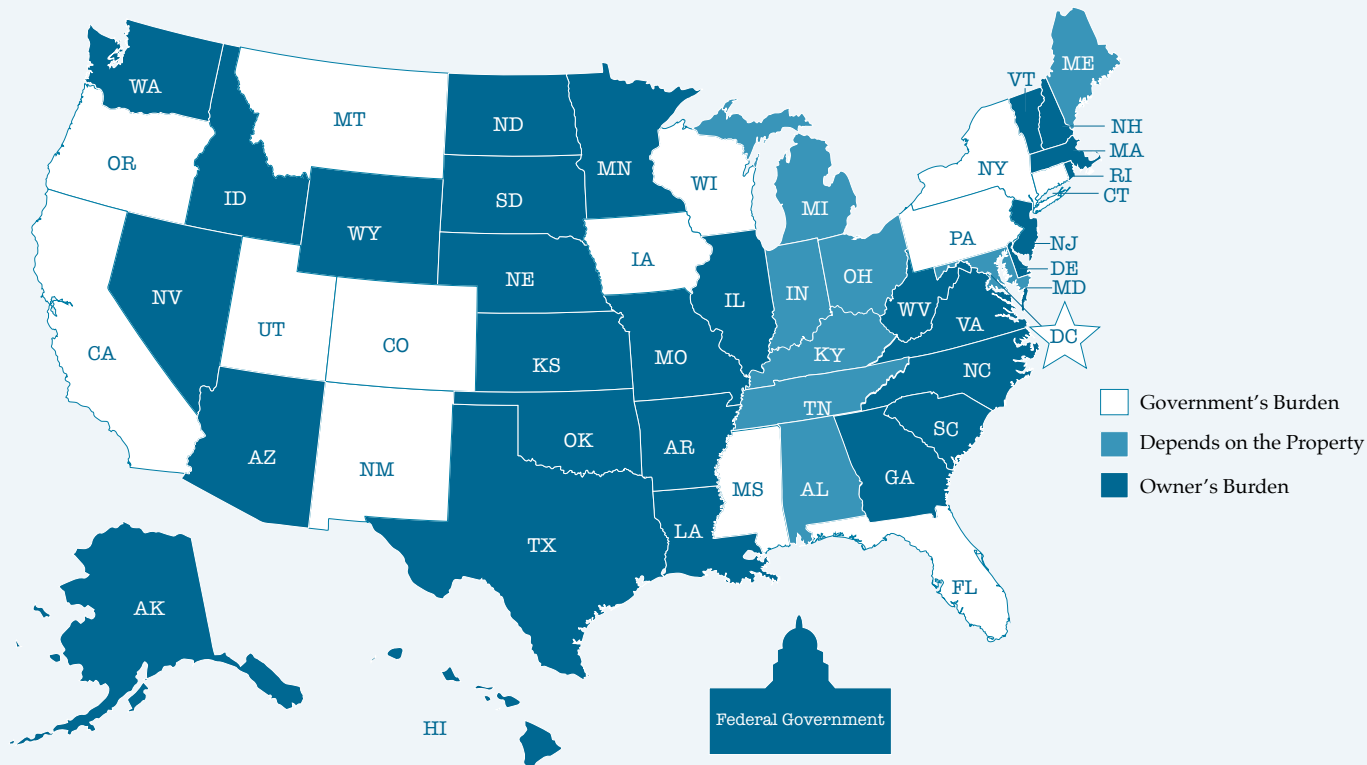 ME
VT
WA
MT
ND
NH
MN
MA
OR
NY
RI
WI
SD
CT
ID
MI
WY
PA
NJ
IA
NE
OH
DE
NV
IN
MD
IL
WV
UT
VA
DC
CO
CA
KS
MO
KY
NC
Government's Burden
TN
SC
Depends on the Property
OK
AR
AZ
NM
GA
MS
AL
Owner's Burden
LA
TX
FL
AK
Federal Government
HI